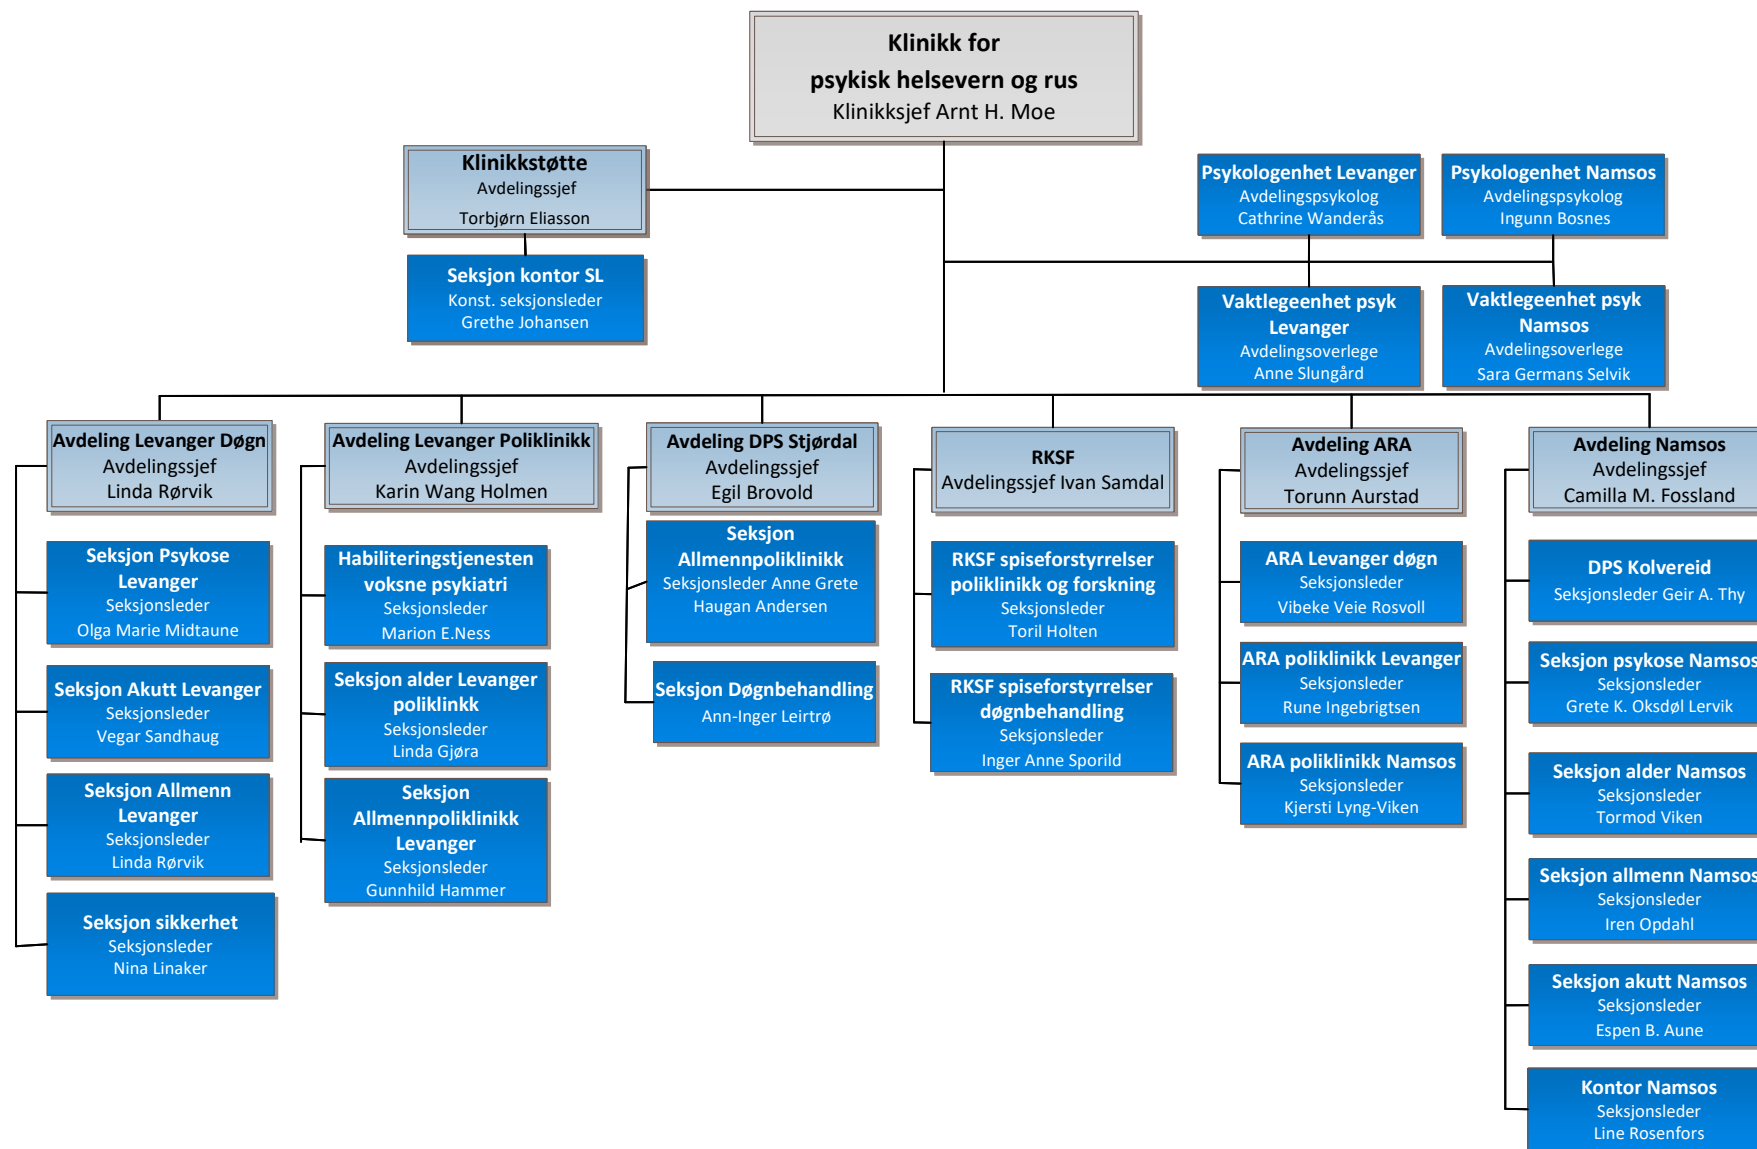 Klinikk for
psykisk helsevern og rus
Klinikksjef Arnt H. Moe
Klinikkstøtte
Avdelingssjef
Torbjørn Eliasson
Seksjon kontor SL
Konst. seksjonsleder
Grethe Johansen
Psykologenhet Levanger
Avdelingspsykolog
Cathrine Wanderås
Psykologenhet Namsos
Avdelingspsykolog
Ingunn Bosnes
Vaktlegeenhet psyk
Levanger
Avdelingsoverlege
Anne Slungård
Vaktlegeenhet psyk
Namsos
Avdelingsoverlege
Sara Germans Selvik
Avdeling Levanger Døgn
Avdelingssjef
Linda Rørvik
Seksjon Psykose
Levanger
Seksjonsleder
Olga Marie Midtaune
Seksjon Akutt Levanger
Seksjonsleder
Vegar Sandhaug
Seksjon Allmenn
Levanger
Seksjonsleder
Linda Rørvik
Seksjon sikkerhet
Seksjonsleder
Nina Linaker
Avdeling Levanger Poliklinikk
Avdelingssjef
Karin Wang Holmen
Habiliteringstjenesten
voksne psykiatri
Seksjonsleder
Marion E.Ness
Seksjon alder Levanger
poliklinkk
Seksjonsleder
Linda Gjøra
Seksjon
Allmennpoliklinikk
Levanger
Seksjonsleder
Gunnhild Hammer
Avdeling DPS Stjørdal
Avdelingssjef
Egil Brovold
Seksjon
Allmennpoliklinikk
Seksjonsleder Anne Grete
Haugan Andersen
Seksjon Døgnbehandling
Ann-Inger Leirtrø
RKSF
Avdelingssjef Ivan Samdal
RKSF spiseforstyrrelser
poliklinikk og forskning
Seksjonsleder
Toril Holten
RKSF spiseforstyrrelser
døgnbehandling
Seksjonsleder
Inger Anne Sporild
Avdeling ARA
Avdelingssjef
Torunn Aurstad
ARA Levanger døgn
Seksjonsleder
Vibeke Veie Rosvoll
ARA poliklinikk Levanger
Seksjonsleder
Rune Ingebrigtsen
ARA poliklinikk Namsos
Seksjonsleder
Kjersti Lyng-Viken
Avdeling Namsos
Avdelingssjef
Camilla M. Fossland
DPS Kolvereid
Seksjonsleder Geir A. Thy
Seksjon psykose Namsos
Seksjonsleder
Grete K. Oksdøl Lervik
Seksjon alder Namsos
Seksjonsleder
Tormod Viken
Seksjon allmenn Namsos
Seksjonsleder
Iren Opdahl
Seksjon akutt Namsos
Seksjonsleder
Espen B. Aune
Kontor Namsos
Seksjonsleder
Line Rosenfors